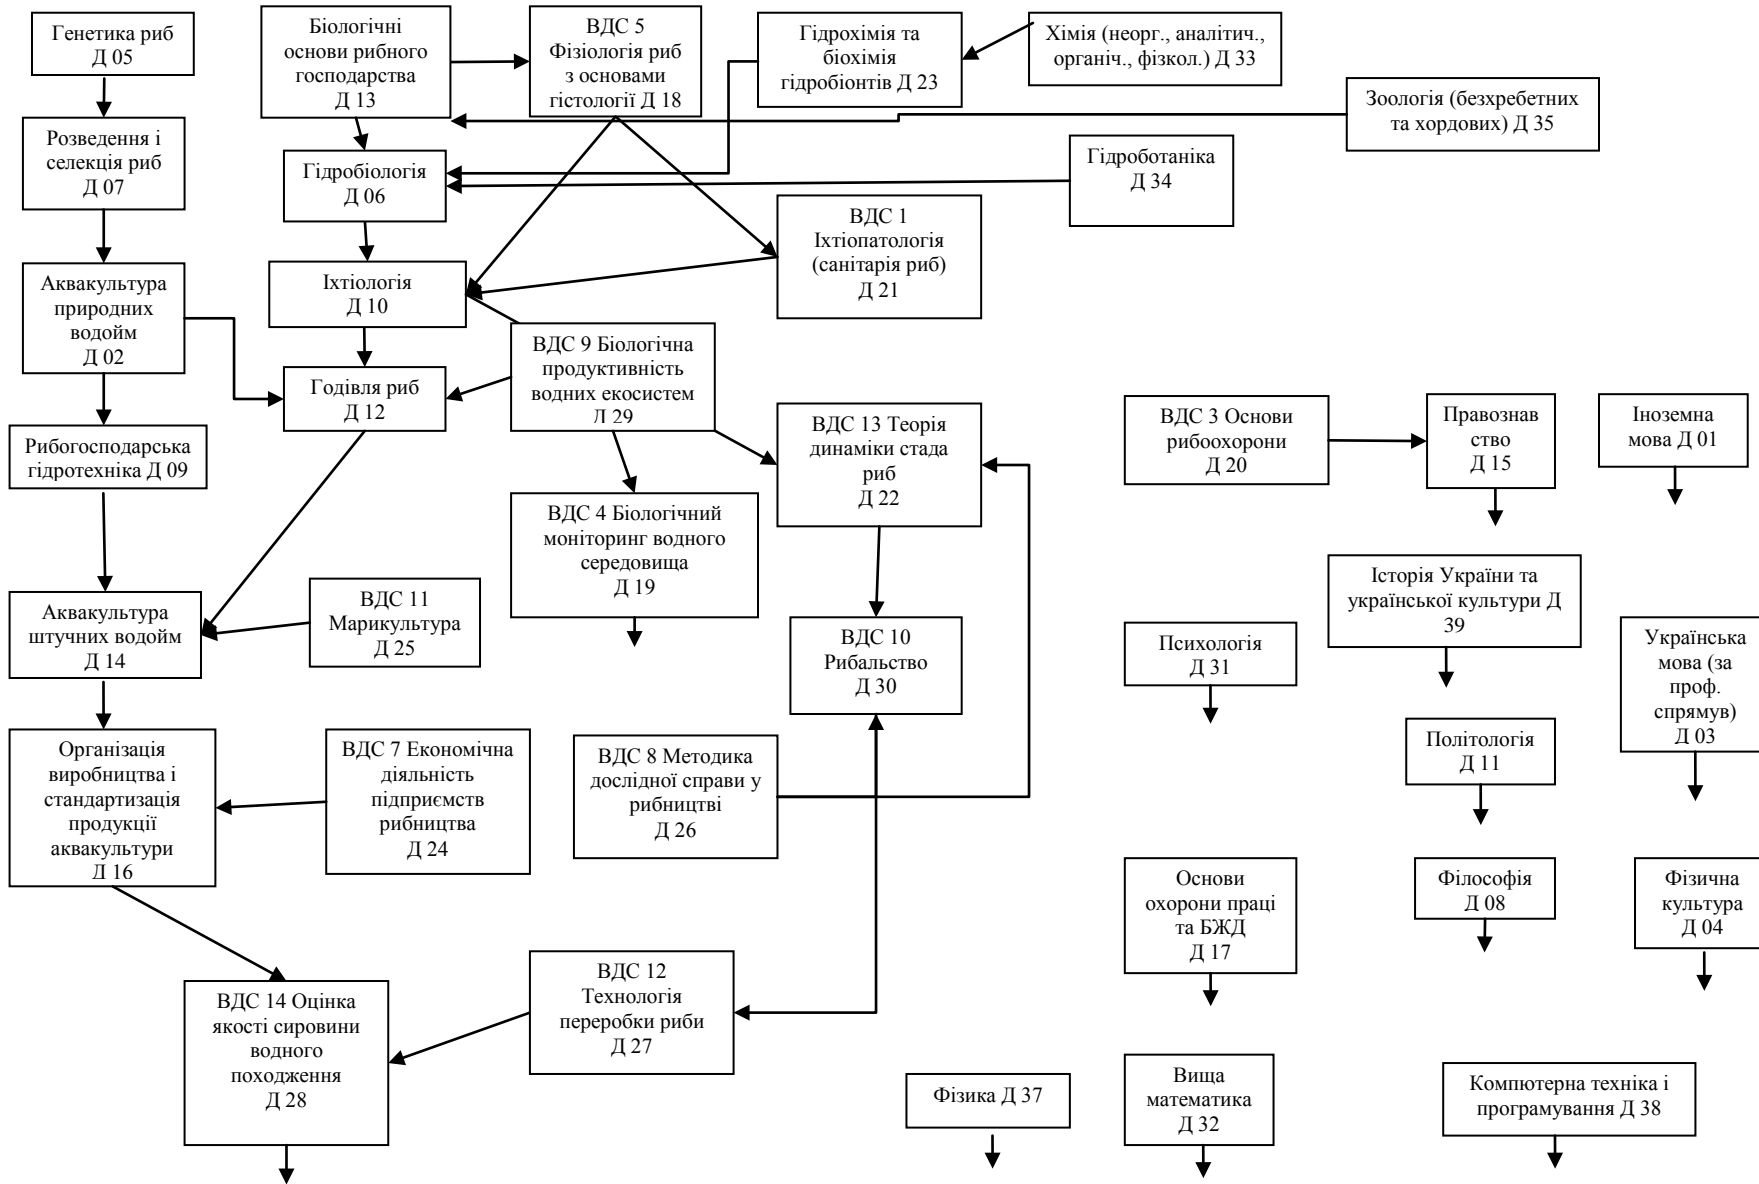 Генетика риб
Д 05
Біологічні
основи рибного
господарства
Д 13
ВДС 5
Фізіологія риб
з основами
гістології Д 18
Гідрохімія та
біохімія
гідробіонтів Д 23
Хімія (неорг., аналітич.,
органіч., фізкол.) Д 33
Зоологія (безхребетних
та хордових) Д 35
Розведення і
селекція риб
Д 07
Гідробіологія
Д 06
Гідроботаніка
Д 34
ВДС 1
Іхтіопатологія
(санітарія риб)
Д 21
Аквакультура
природних
водойм
Д 02
Іхтіологія
Д 10
ВДС 9 Біологічна
продуктивність
водних екосистем
Д 29
Годівля риб
Д 12
ВДС 13 Теорія
динаміки стада
риб
Д 22
ВДС 3 Основи
рибоохорони
Д 20
Правознав
ство
Д 15
Іноземна
мова Д 01
Рибогосподарська
гідротехніка Д 09
ВДС 4 Біологічний
моніторинг водного
середовища
Д 19
Історія України та
української культури Д
39
Аквакультура
штучних водойм
Д 14
ВДС 11
Марикультура
Д 25
ВДС 10
Рибальство
Д 30
Психологія
Д 31
Українська
мова (за
проф.
спрямув)
Д 03
Організація
виробництва і
стандартизація
продукції
аквакультури
Д 16
ВДС 7 Економічна
діяльність
підприємств
рибництва
Д 24
ВДС 8 Методика
дослідної справи у
рибництві
Д 26
Політологія
Д 11
Основи
охорони праці
та БЖД
Д 17
Філософія
Д 08
Фізична
культура
Д 04
ВДС 14 Оцінка
якості сировини
водного
походження
Д 28
ВДС 12
Технологія
переробки риби
Д 27
Фізика Д 37
Вища
математика
Д 32
Компютерна техніка і
програмування Д 38